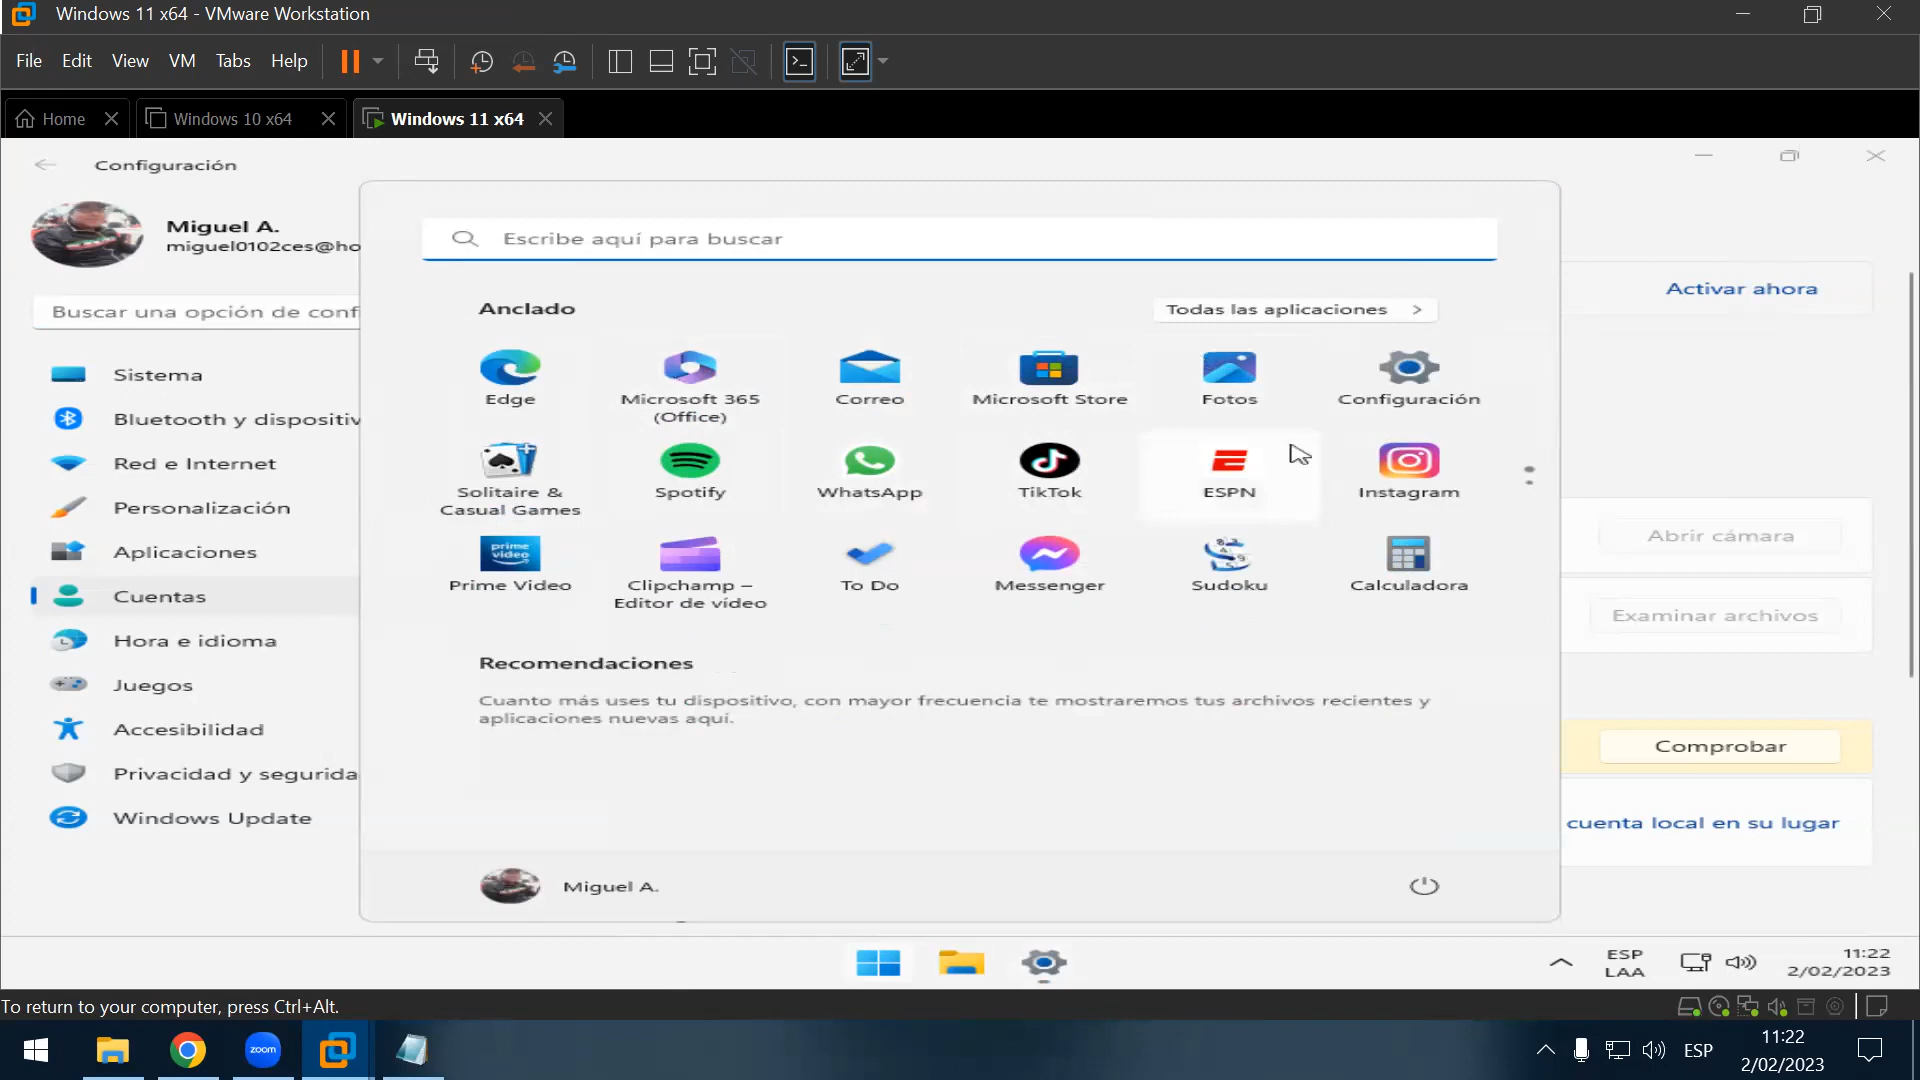 Windows 11 x64 - VMware Workstation
File Edit View VM Tabs Help
Home Windows 10 x64 Windows 11 x64
Configuración
Miguel A.
miguel0102ces@ho
Buscar una opción de conf
Sistema
Bluetooth y dispositiv
Red e Internet
Personalización
Aplicaciones
Cuentas
Hora e idioma
Juegos
Accesibilidad
Privacidad y segurida
Windows Update
Escribe aquí para buscar
Anclado
Todas las aplicaciones >
Edge
Microsoft 365
(Office)
Correo
Microsoft Store
Fotos
Configuración
Solitaire &
Casual Games
Spotify
WhatsApp
TikTok
ESPN
Instagram
prime
video
Prime Video
Clipchamp –
Editor de vídeo
To Do
Messenger
Sudoku
Calculadora
Recomendaciones
Cuanto más uses tu dispositivo, con mayor frecuencia te mostraremos tus archivos recientes y
aplicaciones nuevas aquí.
Miguel A.
Activar ahora
Abrir cámara
Examinar archivos
Comprobar
cuenta local en su lugar
ESP
LAA
11:22
2/02/2023
To return to your computer, press Ctrl+Alt.
zoom
ESP
11:22
2/02/2023